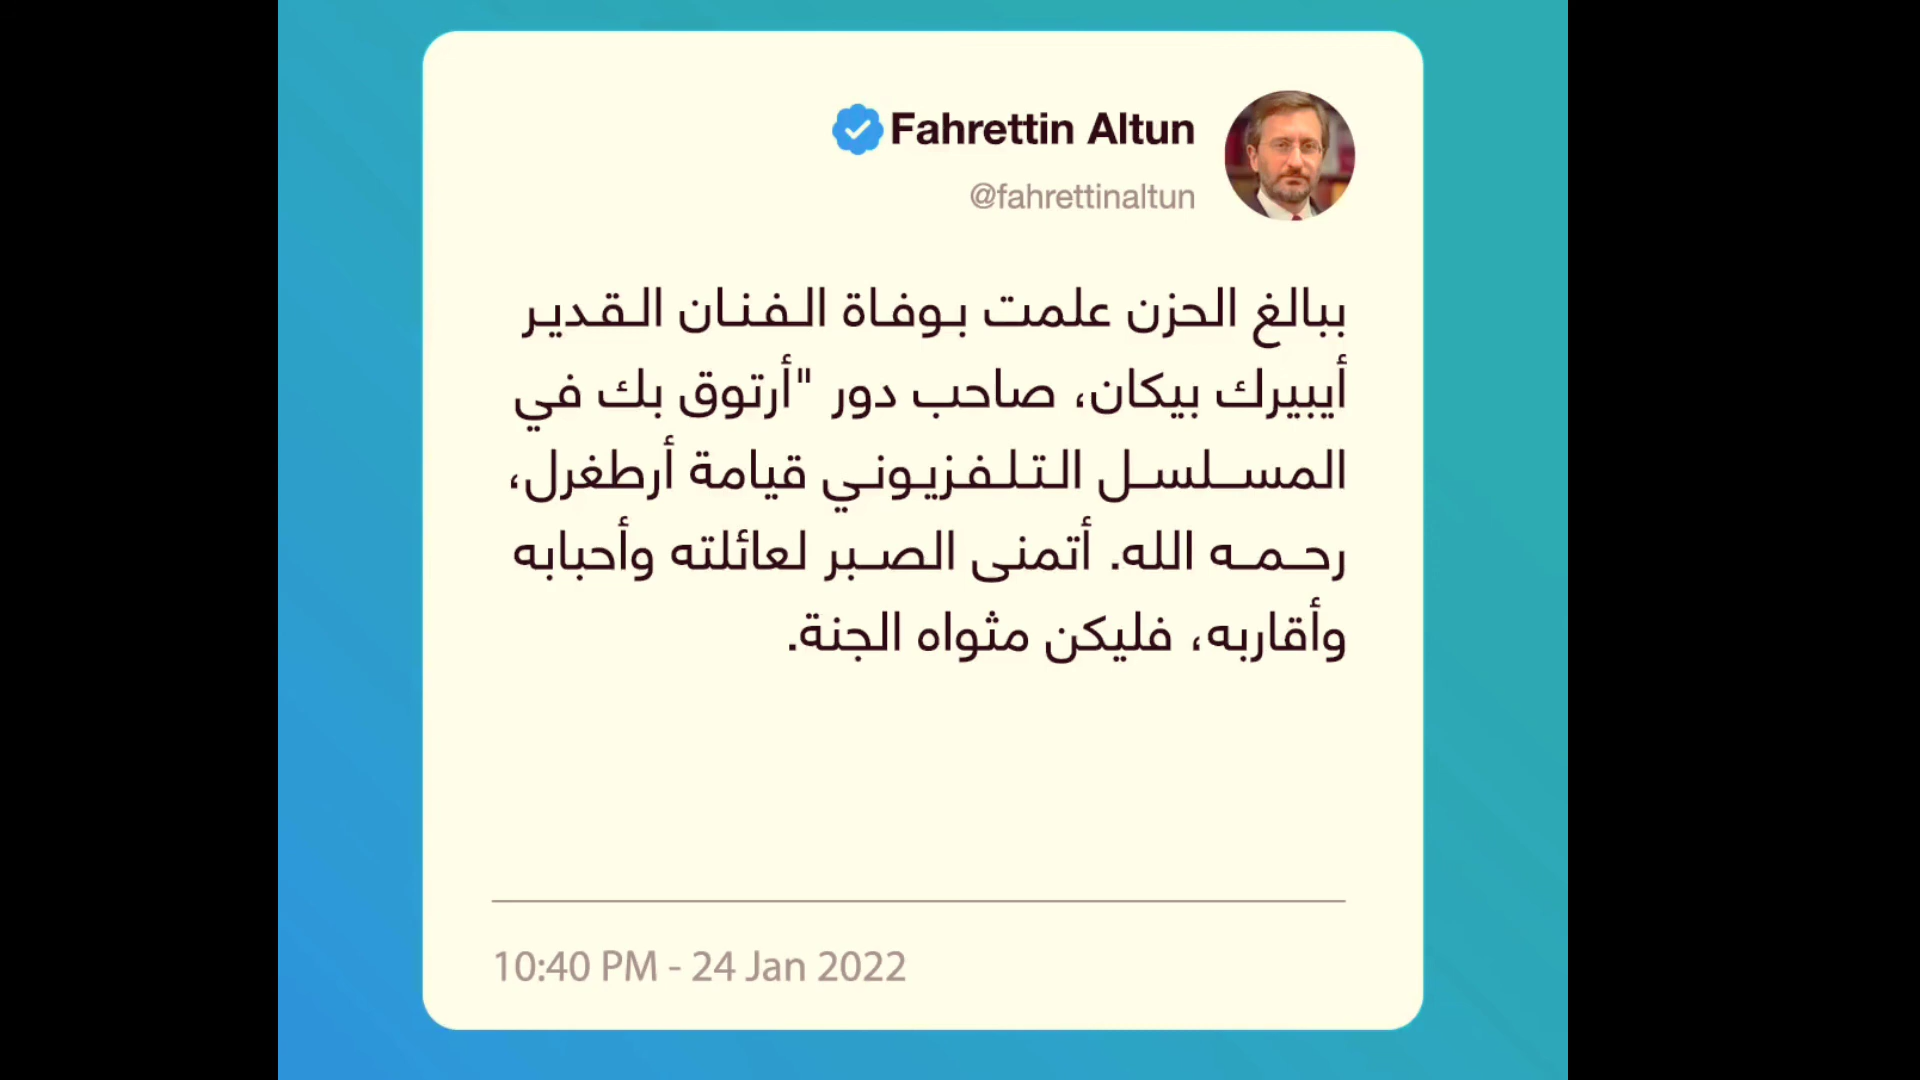 Fahrettin Altun
@fahrettinaltun
ببالغ الحزن علمت بوفاة الفنان القدير
أيبيرك بيكان، صاحب دور "أرتوق بك في
المسلسل التلفزيوني قيامة أرطغرل،
رحمه الله. أتمنى الصبر لعائلته وأحبابه
وأقاربه، فليكن مثواه الجنة.
10:40 PM - 24 Jan 2022